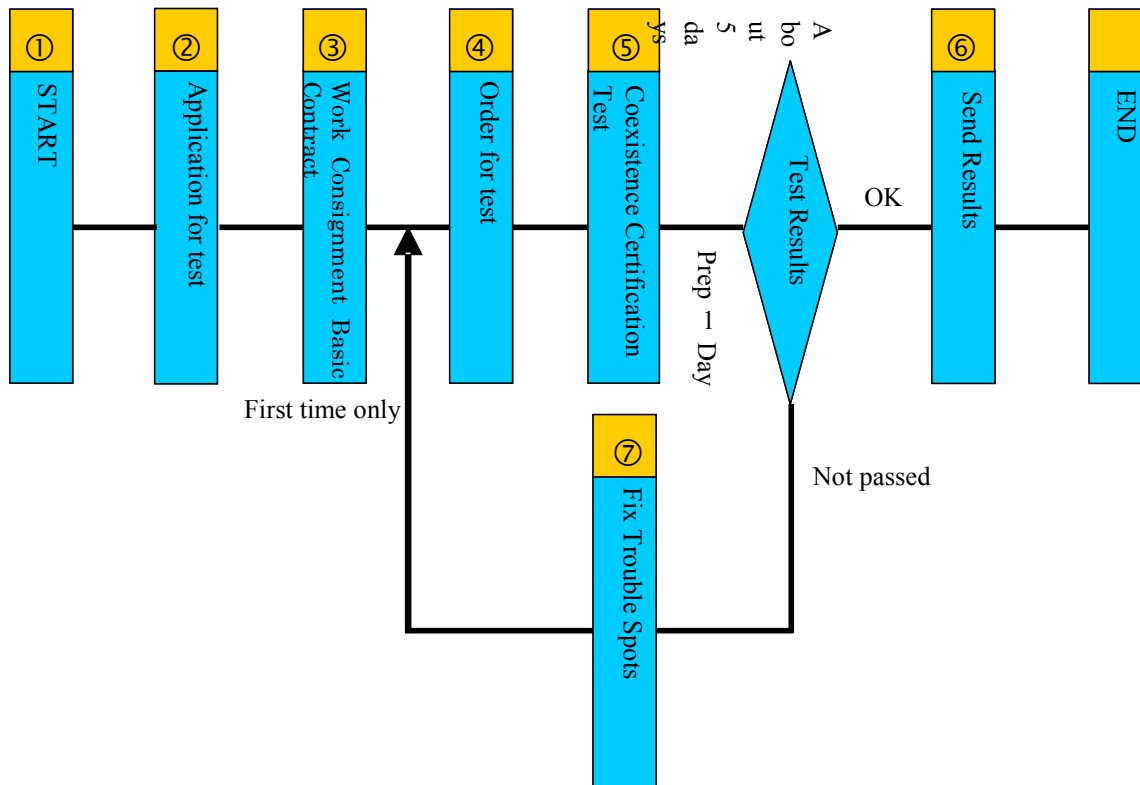 ①
START
②
Application for test
③
Work Consignment Basic
Contract
④
Order for test
⑤
Coexistence Certification
Test
A
bo
ut
5
da
ys
Prep 1 Day
Test Results
OK
⑥
Send Results
END
First time only
⑦
Fix Trouble Spots
Not passed